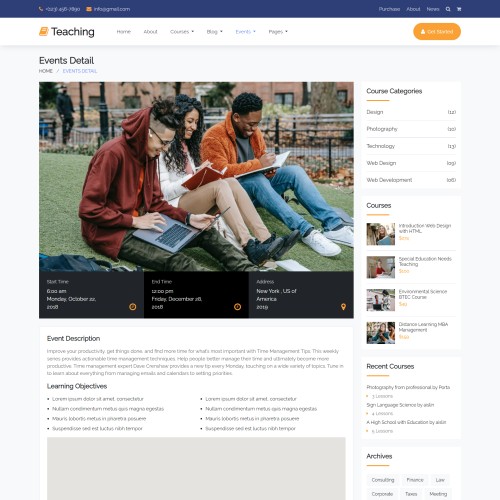 +(123) 456-7890
info@gmail.com
Purchase
About
News
Teaching
Home
About
Courses
Blog
Events
Pages
Get Started
Events Detail
HOME / EVENTS DETAIL
Start Time
6:00 am
Monday, October 22,
2018
End Time
12:00 pm
Friday, December 28,
2018
Address
New York , US of
America
2019
Event Description
Improve your productivity, get things done, and find more time for what's most important with Time Management Tips. This weekly
series provides actionable time management techniques. Help people better manage their time and ultimately become more
productive. Time management expert Dave Crenshaw provides a new tip every Monday, touching on a wide variety of topics. Tune in
to learn about everything from managing emails and calendars to setting priorities.
Learning Objectives
Lorem ipsum dolor sit amet, consectetur
Nullam condimentum metus quis magna egestas
Mauris lobortis metus in pharetra posuere
Suspendisse sed est luctus nibh tempor
Lorem ipsum dolor sit amet, consectetur
Nullam condimentum metus quis magna egestas
Mauris lobortis metus in pharetra posuere
Suspendisse sed est luctus nibh tempor
Course Categories
Design (12)
Photography (10)
Technology (13)
Web Design (09)
Web Development (06)
Courses
Introduction Web Design
with HTML
Special Education Needs
Teaching
Environmental Science
BTEC Course
Distance Learning MBA
Management
Recent Courses
Photography from professional by Porta
3 Lessons
Sign Language Science by aslin
4 Lessons
A High School with Education by aslin
5 Lessons
Archives
Consulting
Finance
Law
Corporate
Taxes
Meeting